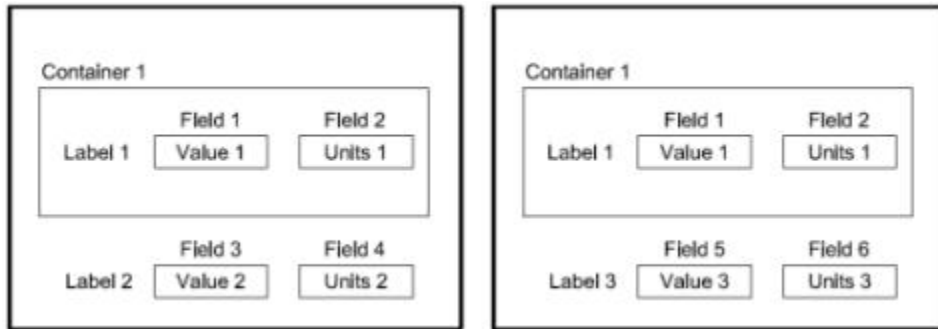 Container 1
Field 1 Field 2
Label 1 Value 1 Units 1
Field 3 Field 4
Label 2 Value 2 Units 2
Container 1
Field 1 Field 2
Label 1 Value 1 Units 1
Field 5 Field 6
Label 3 Value 3 Units 3